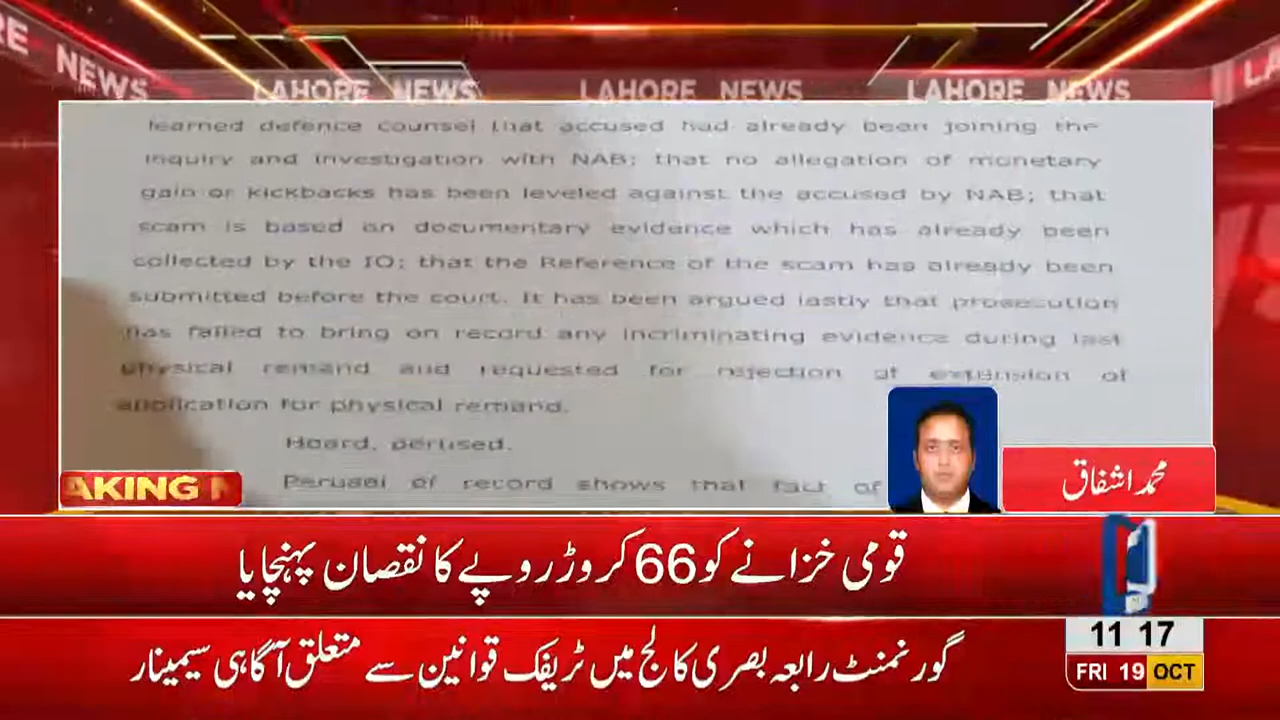 RE NEWS LAHORE NEWS LAHORE NEWS LAHORE NEWS LA
learned defence counsel that accused had already been joining the
inquiry and investigation with NAB; that no allegation of monetary
gain or kickbacks has been leveled against the accused by NAB; that
scam is based on documentary evidence which has already been
collected by the IO; that the Reference of the scam has already been
submitted before the court. It has been argued lastly that prosecution
has failed to bring on record any incriminating evidence during last
physical remand and requested for rejection of extension of
application for physical remand.
Heard, perused.
Perusal of record shows that fact of
AKING N
محمد اشفاق
قومی خزانے کو 66 کروڑ روپے کا نقصان پہنچایا
11 17
گورنمنٹ رابعہ بصری کالج میں ٹریفک قوانین سے متعلق آگاہی سیمینار
FRI 19 OCT